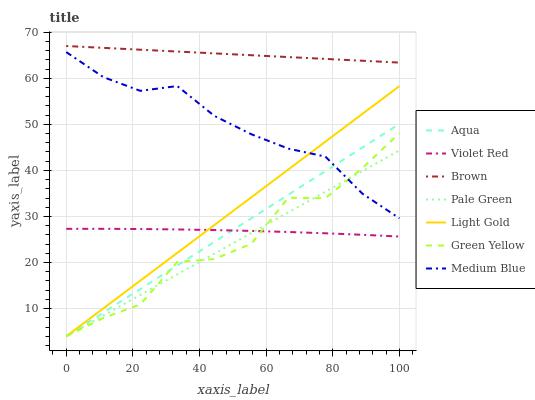 title
70
60
50
40
30
20
10
0
20
40
60
80
100
yaxis_label
xaxis_label
Aqua
Violet Red
Brown
Pale Green
Light Gold
Green Yellow
Medium Blue